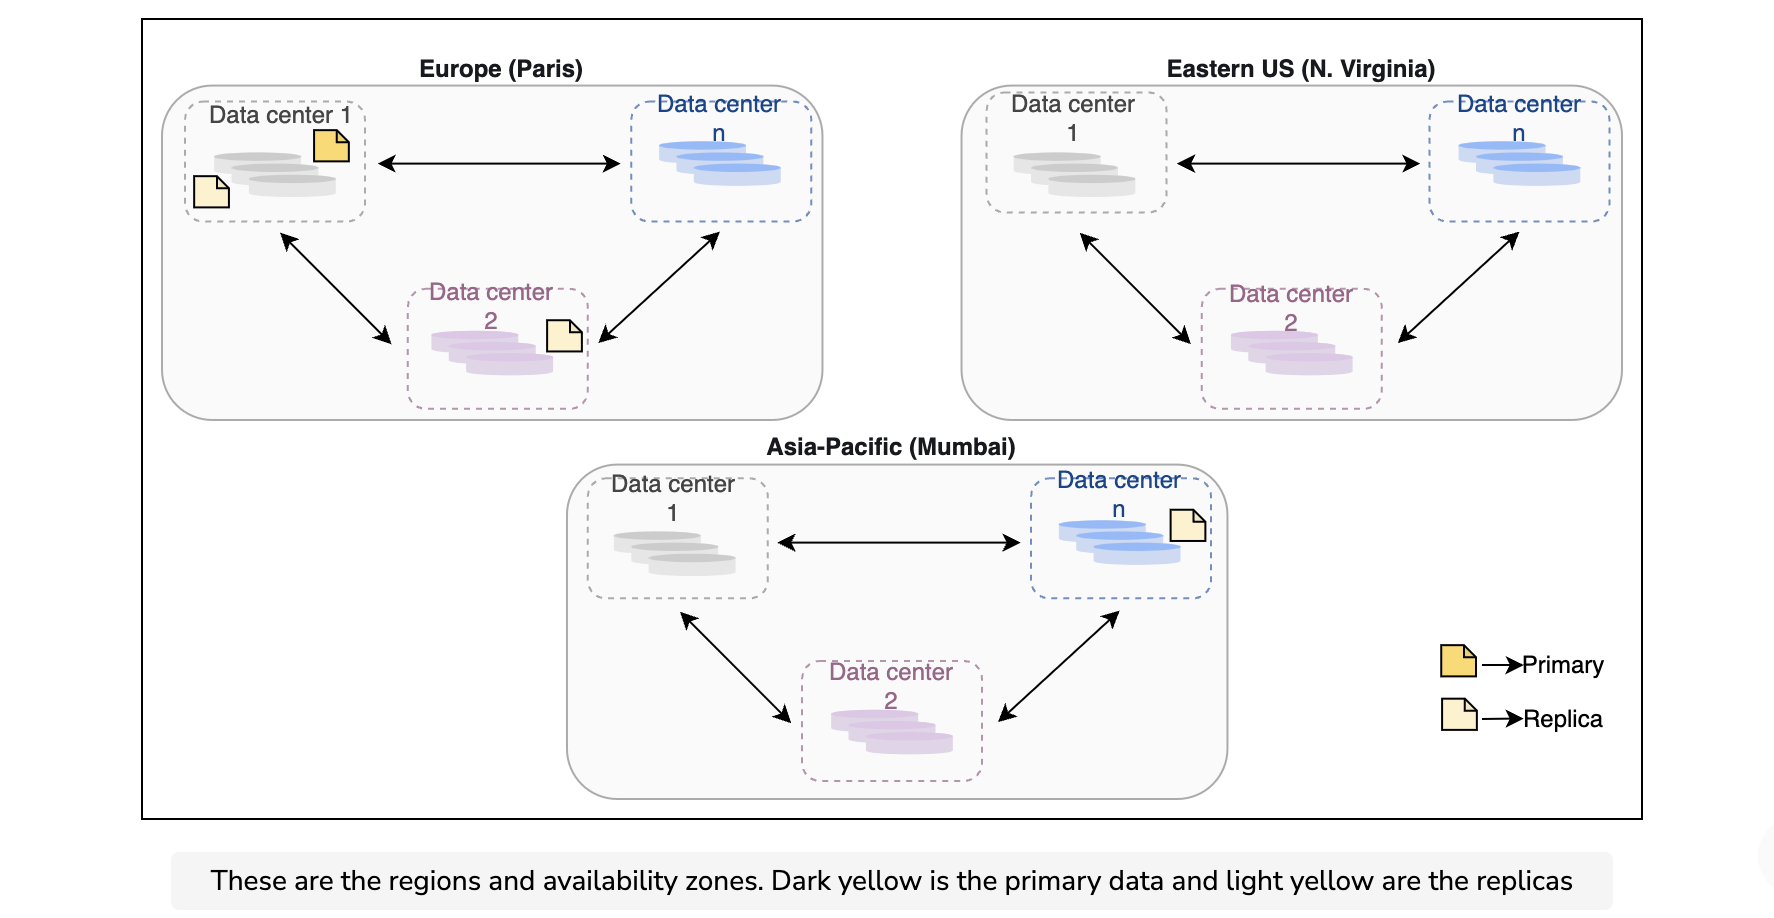 Europe (Paris)
Data center 1
Data center
n
Data center
2
Eastern US (N. Virginia)
Data center
1
Data center
n
Data center
2
Asia-Pacific (Mumbai)
Data center
1
Data center
n
Data center
2
Primary
Replica
These are the regions and availability zones. Dark yellow is the primary data and light yellow are the replicas